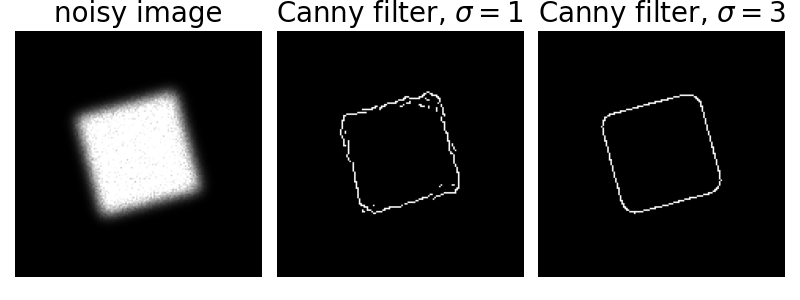 noisy image
Canny filter, σ = 1
Canny filter, σ = 3